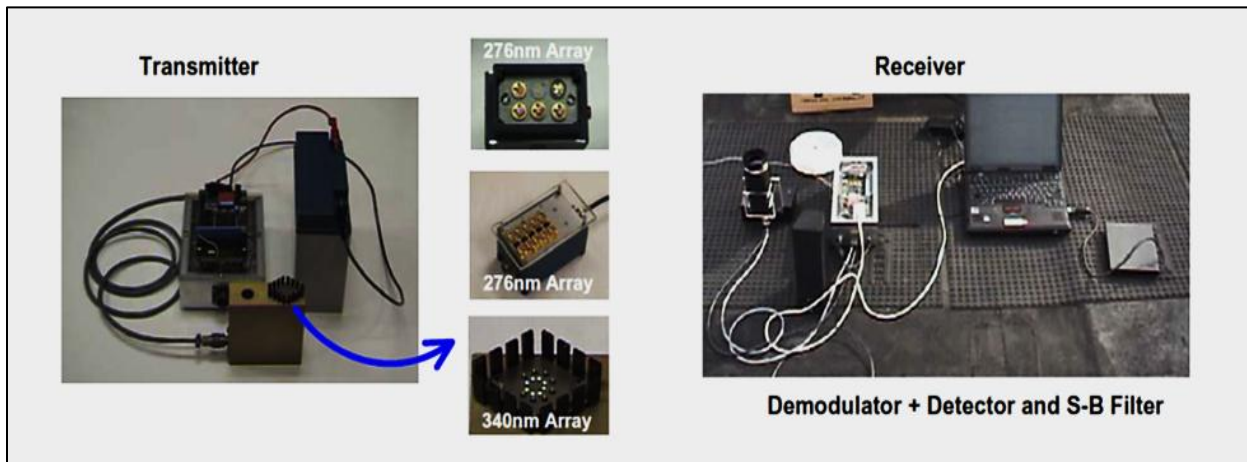 Transmitter
276nm Array
276nm Array
340nm Array
Receiver
Demodulator + Detector and S-B Filter